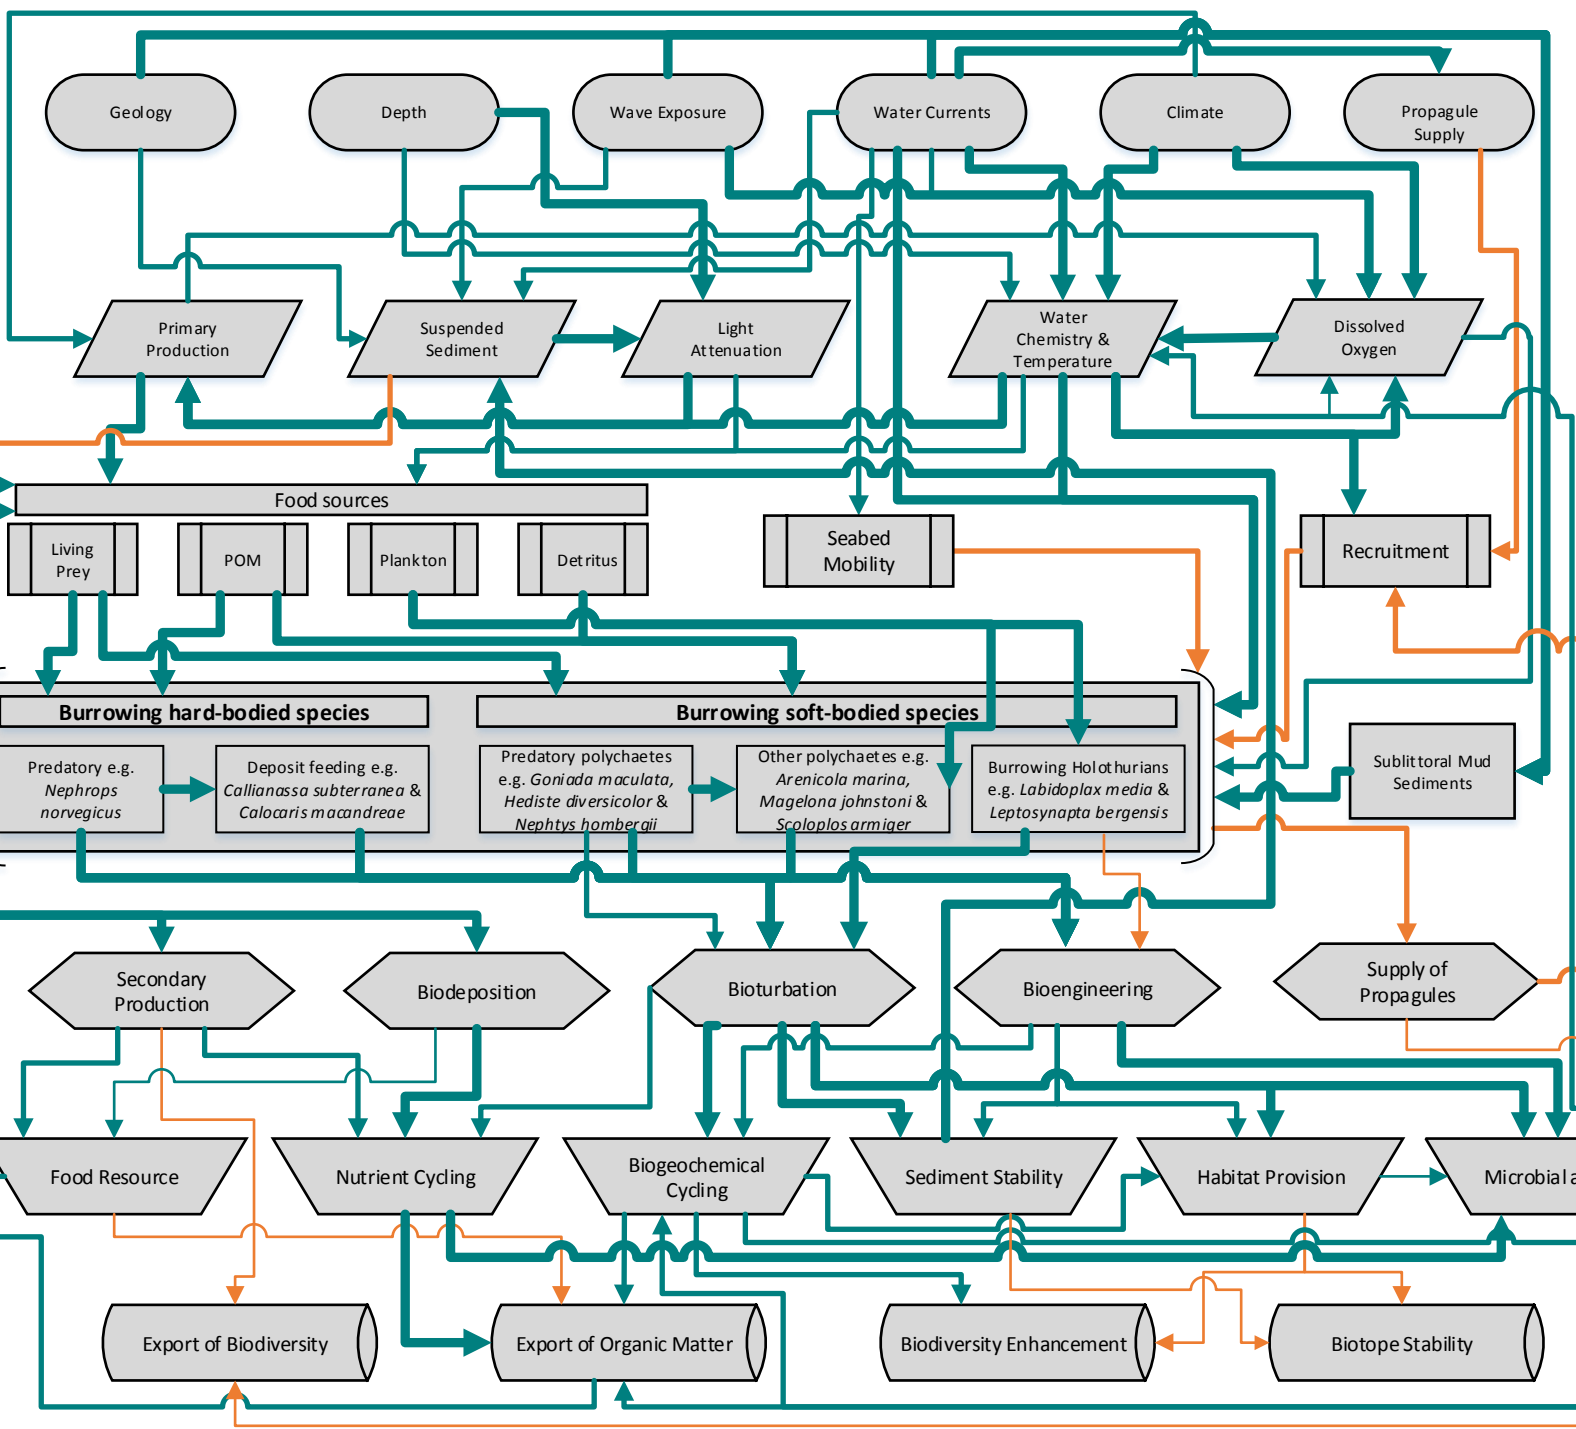 Geology
Depth
Wave Exposure
Water Currents
Climate
Propagule
Supply
Primary
Production
Suspended
Sediment
Light
Attenuation
Water
Chemistry &
Temperature
Dissolved
Oxygen
Food sources
Living
Prey
POM
Plankton
Detritus
Seabed
Mobility
Recruitment
Burrowing hard-bodied species
Burrowing soft-bodied species
Predatory e.g.
Nephrops
norvegicus
Deposit feeding e.g.
Callianassa subterranea &
Calocaris macandreae
Predatory polychaetes
e.g. Goniada maculata,
Hediste diversicolor &
Nephtys hombergii
Other polychaetes e.g.
Arenicola marina,
Magelona johnstoni &
Scoloplos armiger
Burrowing Holothurians
e.g. Labidoplax media &
Leptosynapta bergensis
Sublittoral Mud
Sediments
Secondary
Production
Biodeposition
Bioturbation
Bioengineering
Supply of
Propagules
Food Resource
Nutrient Cycling
Biogeochemical
Cycling
Sediment Stability
Habitat Provision
Microbial a
Export of Biodiversity
Export of Organic Matter
Biodiversity Enhancement
Biotope Stability